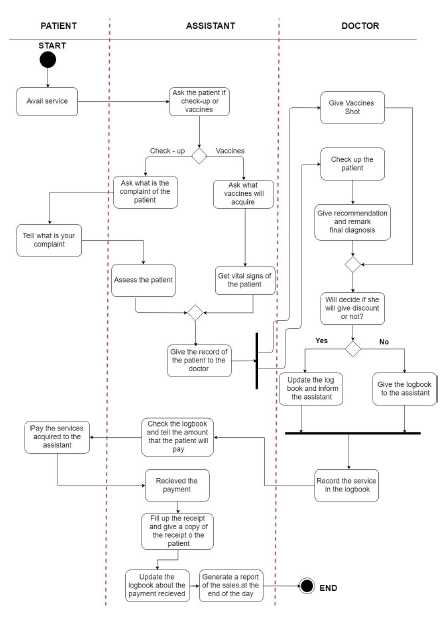 PATIENT
ASSISTANT
DOCTOR
START
Avail service
Ask the patient if
check-up or
vaccines
Give Vaccines
Shot
Check - up
Vaccines
Check up the
patient
Ask what is the
complaint of the
patient
Ask what
vaccines will
acquire
Give recommendation
and remark
final diagnosis
Tell what is your
complaint
Assess the patient
Get vital signs of
the patient
Will decide if she
will give discount
or not?
Yes
No
Give the record of
the patient to the
doctor
Update the log
book and inform
the assistant
Give the logbook
to the assistant
Check the logbook
and tell the amount
that the patient will
pay
IPay the services
acquired to the
assistant
Record the service
in the logbook
Recieved the
payment
Fill up the receipt
and give a copy of
the receipt o the
patient
Update the
logbook about the
payment recieved
Generate a report
of the sales at the
end of the day
END